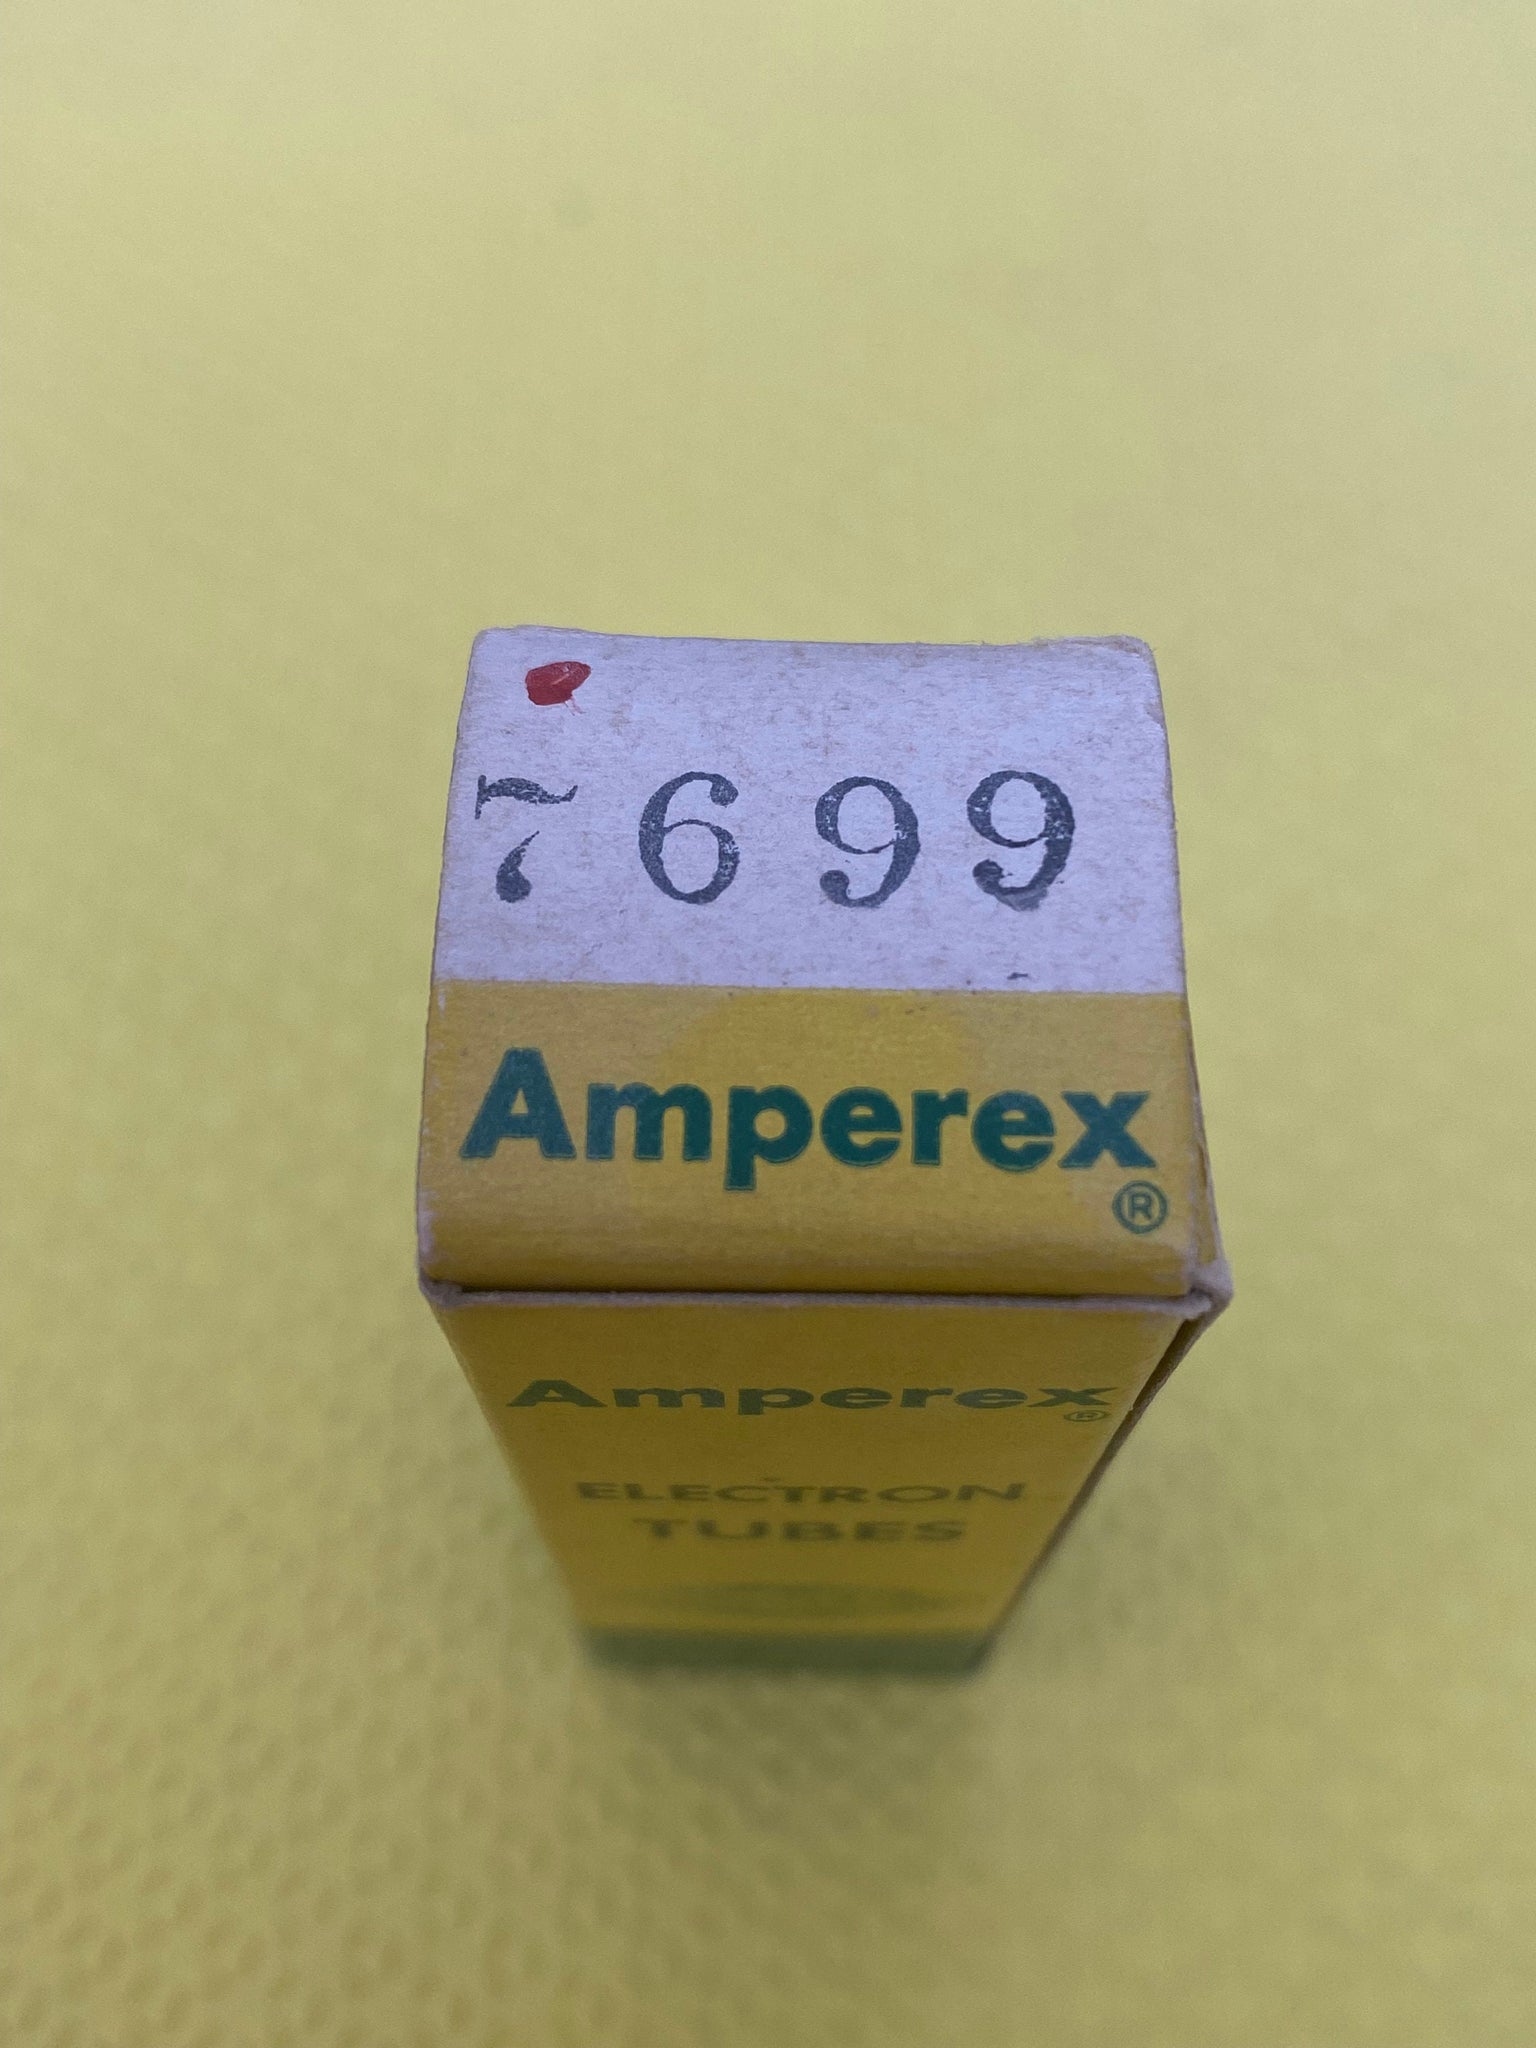 7699
Amperex
®
Amperex
®
ELECTRON
TUBES